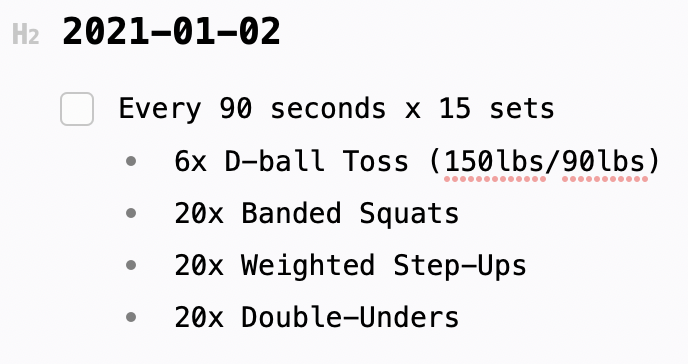 H2 2021-01-02
Every 90 seconds x 15 sets
• 6x D-ball Toss (150lbs/90lbs)
• 20x Banded Squats
• 20x Weighted Step-Ups
• 20x Double-Unders